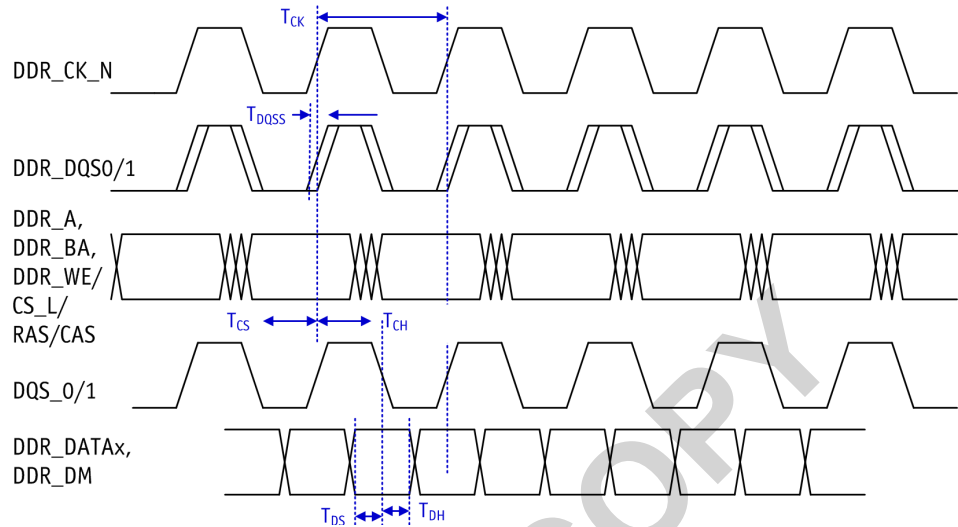 T_CK
DDR_CK_N
T_DQSS
DDR_DQS0/1
DDR_A,
DDR_BA,
DDR_WE/
CS_L/
RAS/CAS
T_CS
T_CH
DQS_0/1
DDR_DATAx,
DDR_DM
T_DS
T_DH
COPY